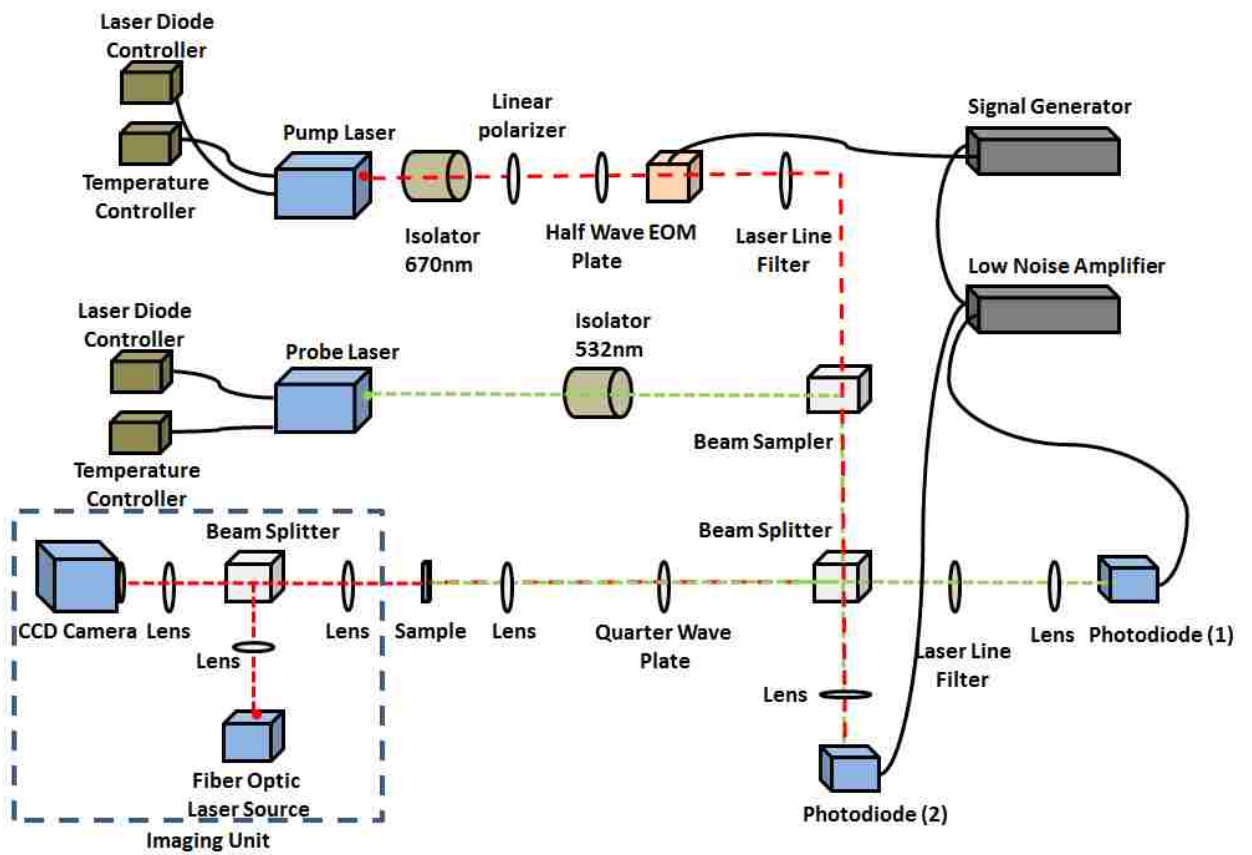 Laser Diode
Controller
Linear
polarizer
Signal Generator
Pump Laser
Temperature
Controller
Isolator
670nm
Half Wave EOM
Plate
Laser Line
Filter
Low Noise Amplifier
Laser Diode
Controller
Isolator
532nm
Probe Laser
Beam Sampler
Temperature
Controller
Beam Splitter
Beam Splitter
CCD Camera
Lens
Lens
Sample
Lens
Quarter Wave
Plate
Laser Line
Filter
Lens
Photodiode (1)
Lens
Lens
Fiber Optic
Laser Source
Photodiode (2)
Imaging Unit